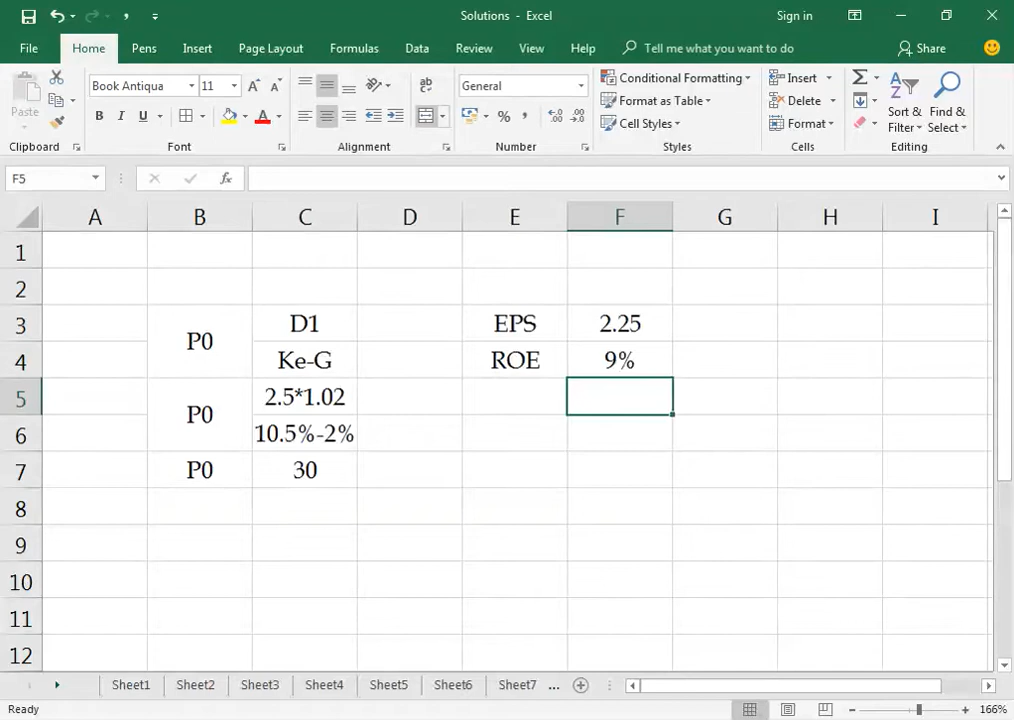 Solutions - Excel
Sign in
File Home Pens Insert Page Layout Formulas Data Review View Help Tell me what you want to do Share
Paste
Clipboard
Book Antiqua 11
B I U
Font
Alignment
General
% ,
Number
Conditional Formatting
Format as Table
Cell Styles
Styles
Insert
Delete
Format
Cells
Sort & Filter
Find & Select
Editing
F5
fx
A B C D E F G H I
1
2
3 P0 D1 EPS 2.25
4 Ke-G ROE 9%
5 P0 2.5*1.02
6 10.5%-2%
7 P0 30
8
9
10
11
12
Sheet1 Sheet2 Sheet3 Sheet4 Sheet5 Sheet6 Sheet7 ...
Ready
166%